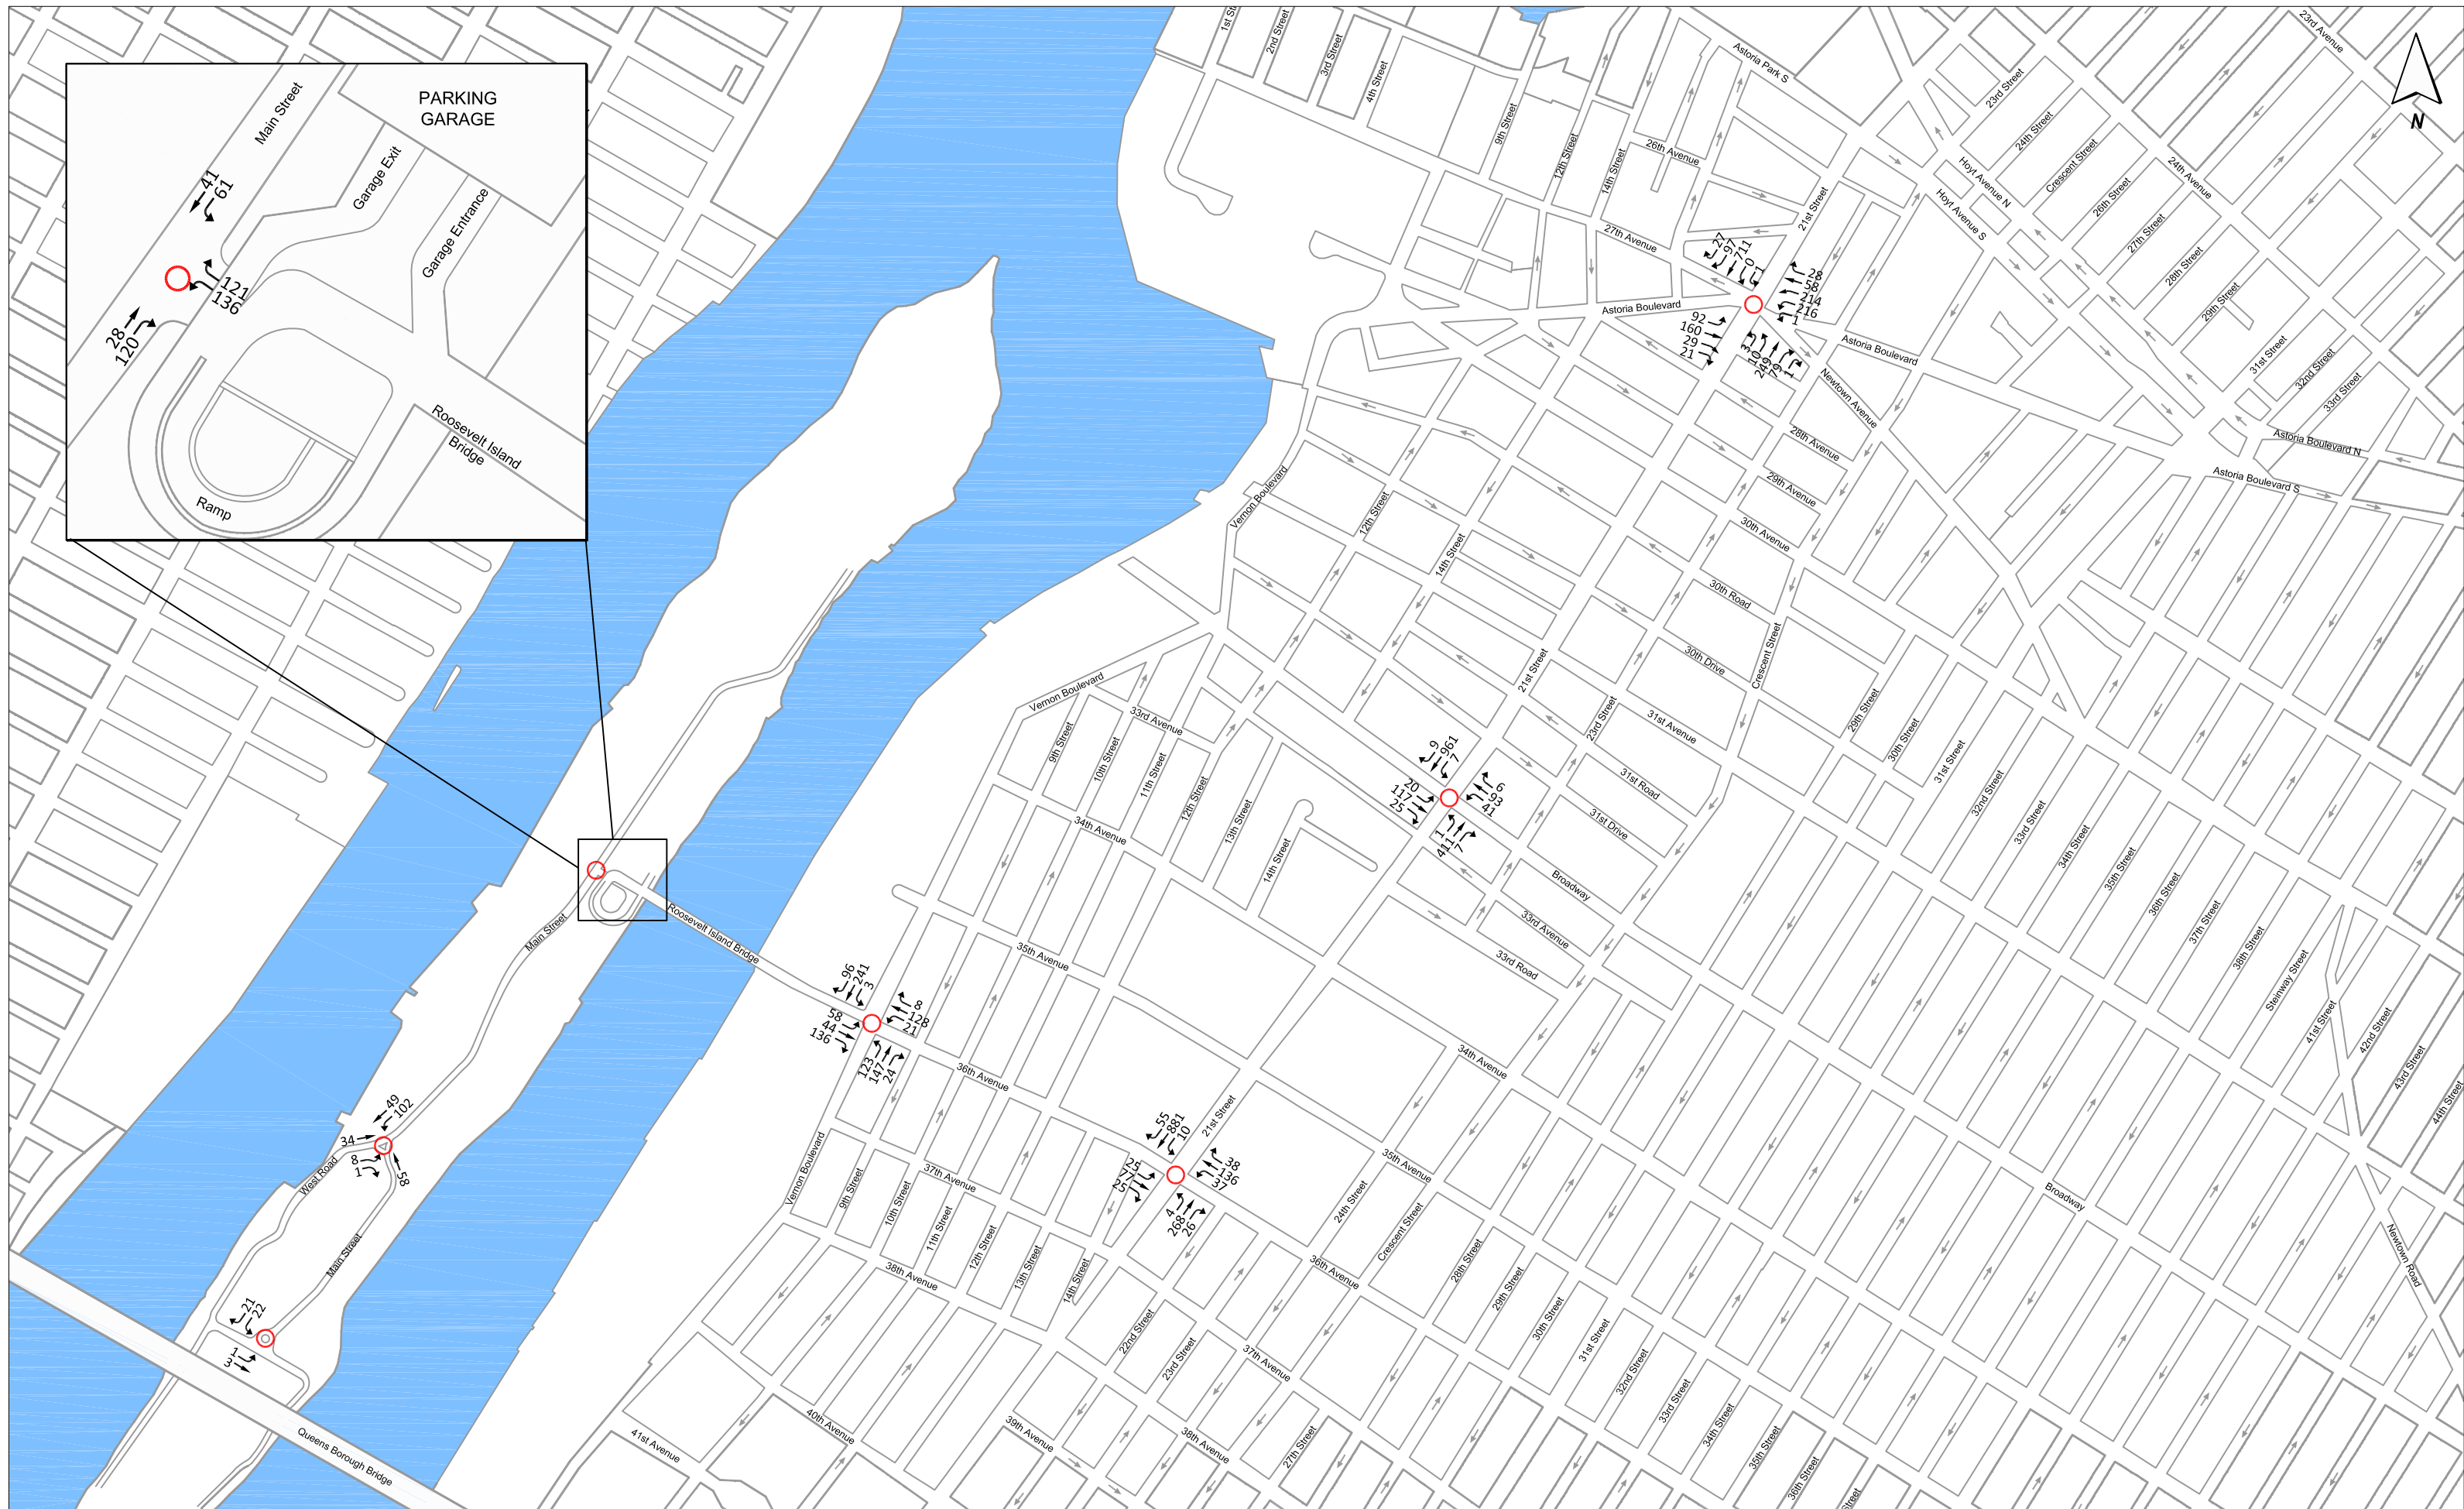 PARKING
GARAGE
Main Street
Garage Exit
Garage Entrance
41
61
121
136
28
120
Roosevelt Island
Bridge
Ramp
N
1st St
2nd Street
3rd Street
4th Street
9th Street
12th Street
14th Street
26th Avenue
27th Avenue
Astoria Park S
21st Street
23rd Street
24th Street
Crescent Street
26th Street
27th Street
28th Street
29th Street
31st Street
32nd Street
33rd Street
23rd Avenue
24th Avenue
Hoyt Avenue N
Hoyt Avenue S
Astoria Boulevard
27
97
711
0
1
28
58
214
216
1
92
160
29
21
3
10
249
79
1
Astoria Boulevard
Newtown Avenue
Astoria Boulevard N
Astoria Boulevard S
28th Avenue
29th Avenue
30th Avenue
30th Road
30th Drive
31st Avenue
31st Road
31st Drive
Broadway
33rd Avenue
33rd Road
Vernon Boulevard
12th Street
14th Street
21st Street
23rd Street
Crescent Street
29th Street
30th Street
31st Street
32nd Street
33rd Street
34th Street
35th Street
36th Street
37th Street
38th Street
Steinway Street
41st Street
42nd Street
43rd Street
44th Street
9
961
7
6
93
41
20
117
25
1
411
7
Vernon Boulevard
33rd Avenue
9th Street
10th Street
11th Street
12th Street
13th Street
14th Street
34th Avenue
35th Avenue
Main Street
Roosevelt Island Bridge
96
241
3
8
128
21
58
44
136
123
147
24
36th Avenue
34th Avenue
35th Avenue
49
102
34
8
1
58
West Road
Main Street
55
881
10
38
136
37
25
77
25
4
268
26
21st Street
Vernon Boulevard
37th Avenue
9th Street
10th Street
11th Street
12th Street
13th Street
14th Street
38th Avenue
24th Street
Crescent Street
28th Street
29th Street
30th Street
31st Street
32nd Street
33rd Street
34th Street
35th Street
36th Street
Street
36th Avenue
22nd Street
23rd Street
37th Avenue
38th Avenue
27th Street
39th Avenue
40th Avenue
41st Avenue
Broadway
Newtown Road
21
22
1
3
Queens Borough Bridge